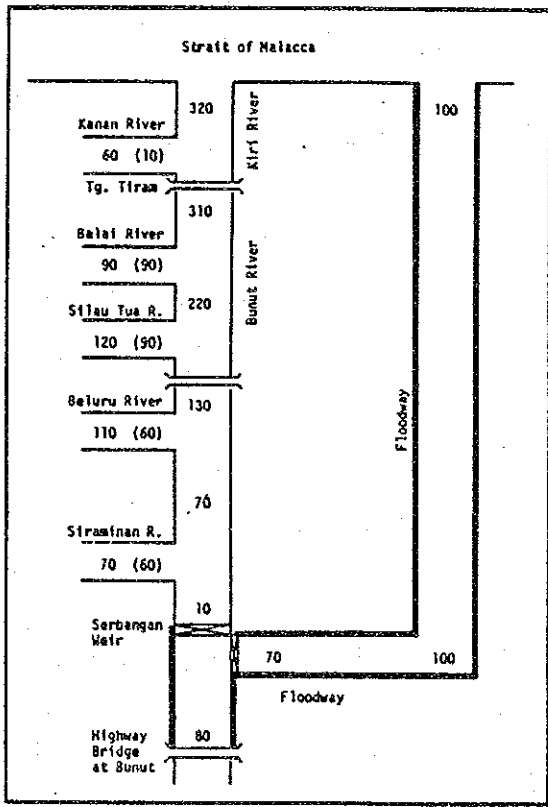 Strait of Malacca
320
100
Kanan River
Kiri River
60 (10)
Tg. Tiram
310
Balai River
Bunut River
90 (90)
Silau Tua R.
220
120 (90)
Beluru River
130
110 (60)
Floodway
70
Siraminan R.
70 (60)
10
Serbangan
Weir
70
100
Floodway
Highway
Bridge
at Bunut
80